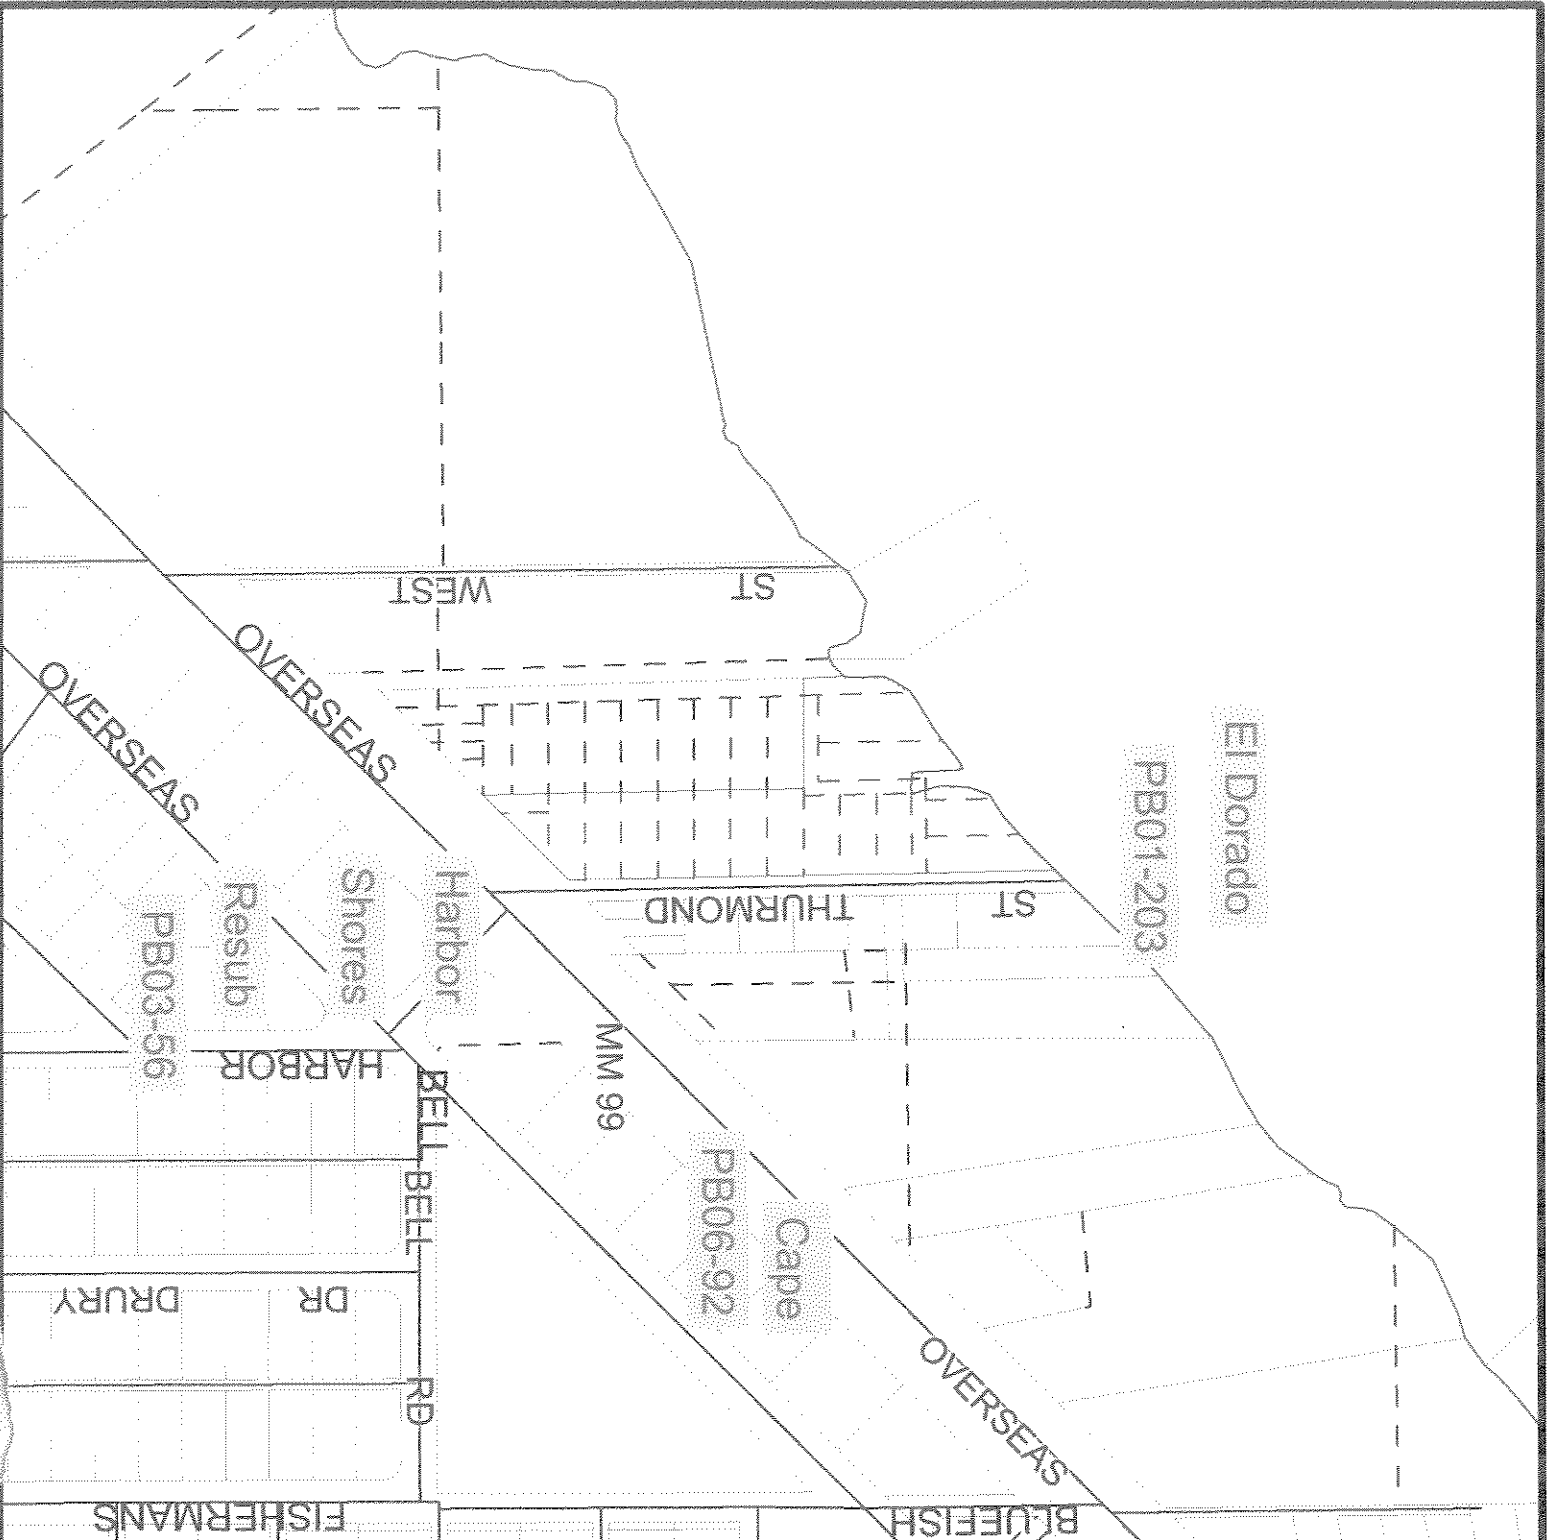 WEST ST
OVERSEAS
OVERSEAS
El Dorado
PB01-203
Harbor
Shores
Resub
PB03-56
THURMOND ST
HARBOR
MM 99
BELL
BELL RD
Cape
PB06-92
DRURY DR
OVERSEAS
FISHERMANS
BLUEFISH